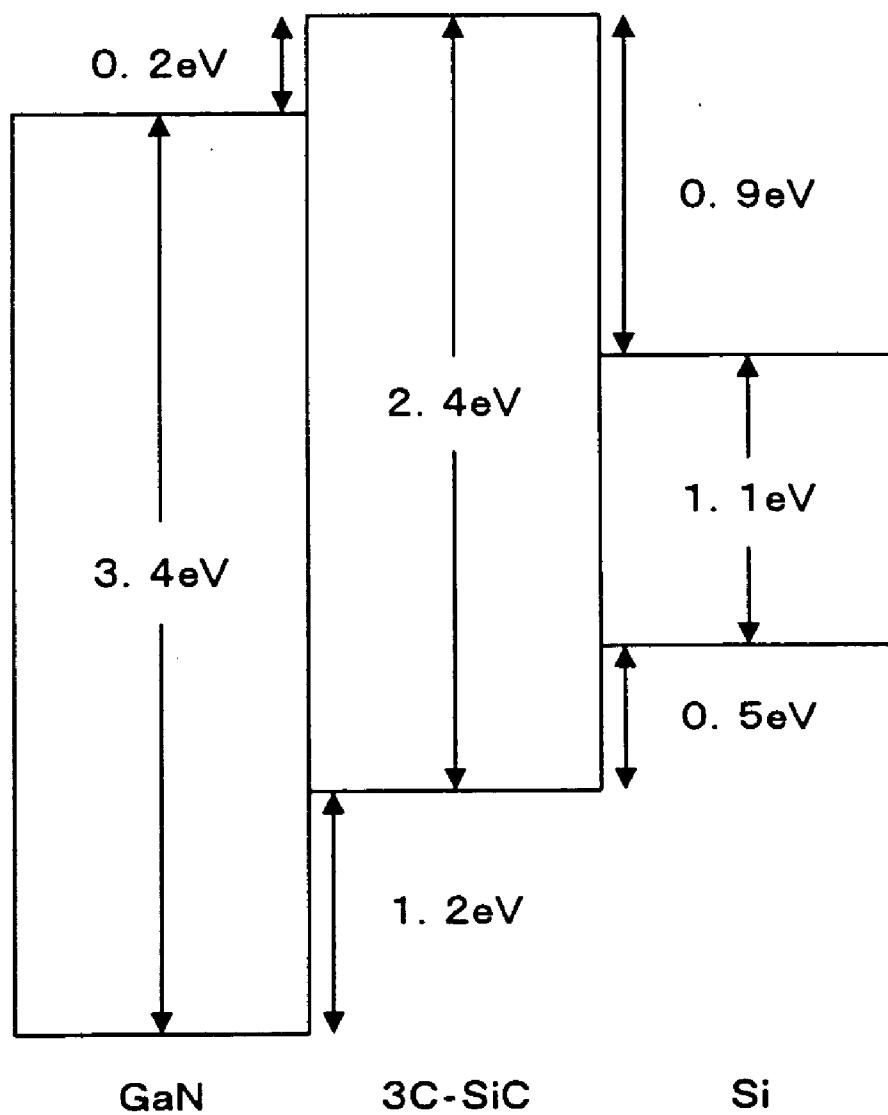 0. 2eV
0. 9eV
2. 4eV
1. 1eV
3. 4eV
0. 5eV
1. 2eV
GaN 3C-SiC Si